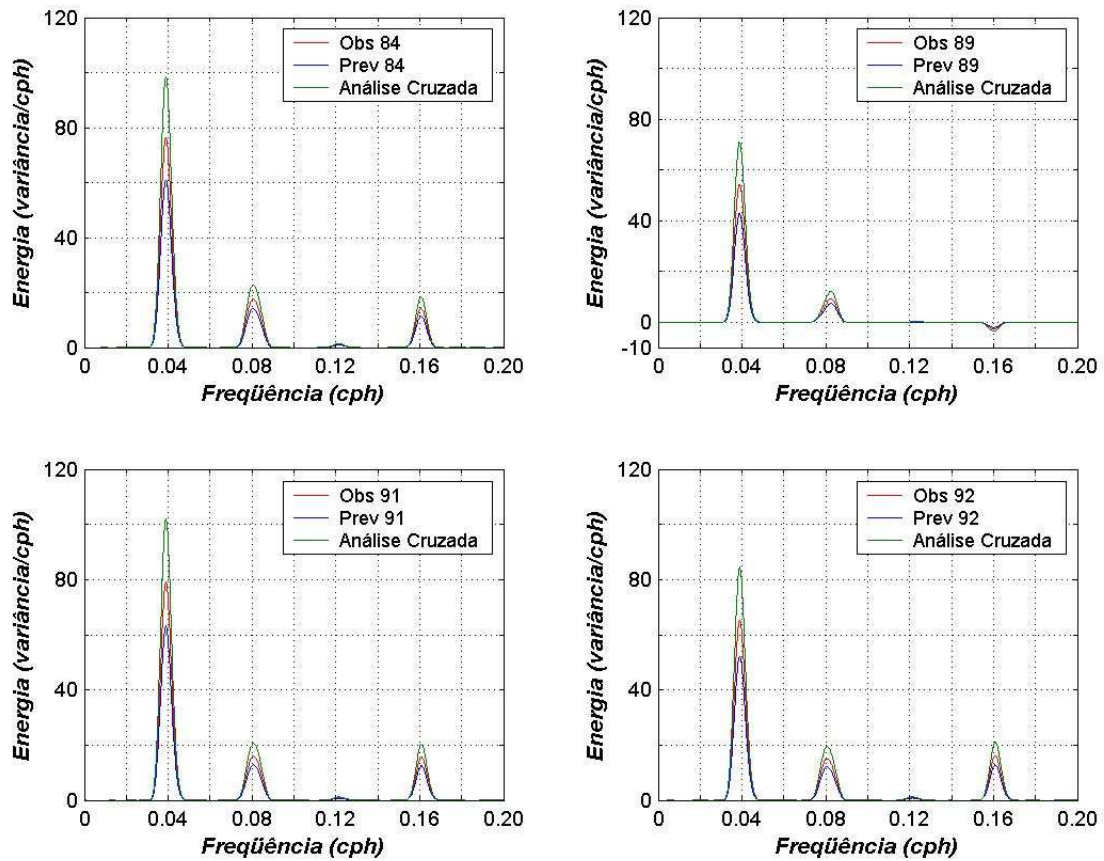 120
80
40
0
Energia (variância/cph)
Obs 84
Prev 84
Análise Cruzada
0 0.04 0.08 0.12 0.16 0.20
Freqüência (cph)
120
80
40
0
-10
Energia (variância/cph)
Obs 89
Prev 89
Análise Cruzada
0 0.04 0.08 0.12 0.16 0.20
Freqüência (cph)
120
80
40
0
Energia (variância/cph)
Obs 91
Prev 91
Análise Cruzada
0 0.04 0.08 0.12 0.16 0.20
Freqüência (cph)
120
80
40
0
Energia (variância/cph)
Obs 92
Prev 92
Análise Cruzada
0 0.04 0.08 0.12 0.16 0.20
Freqüência (cph)